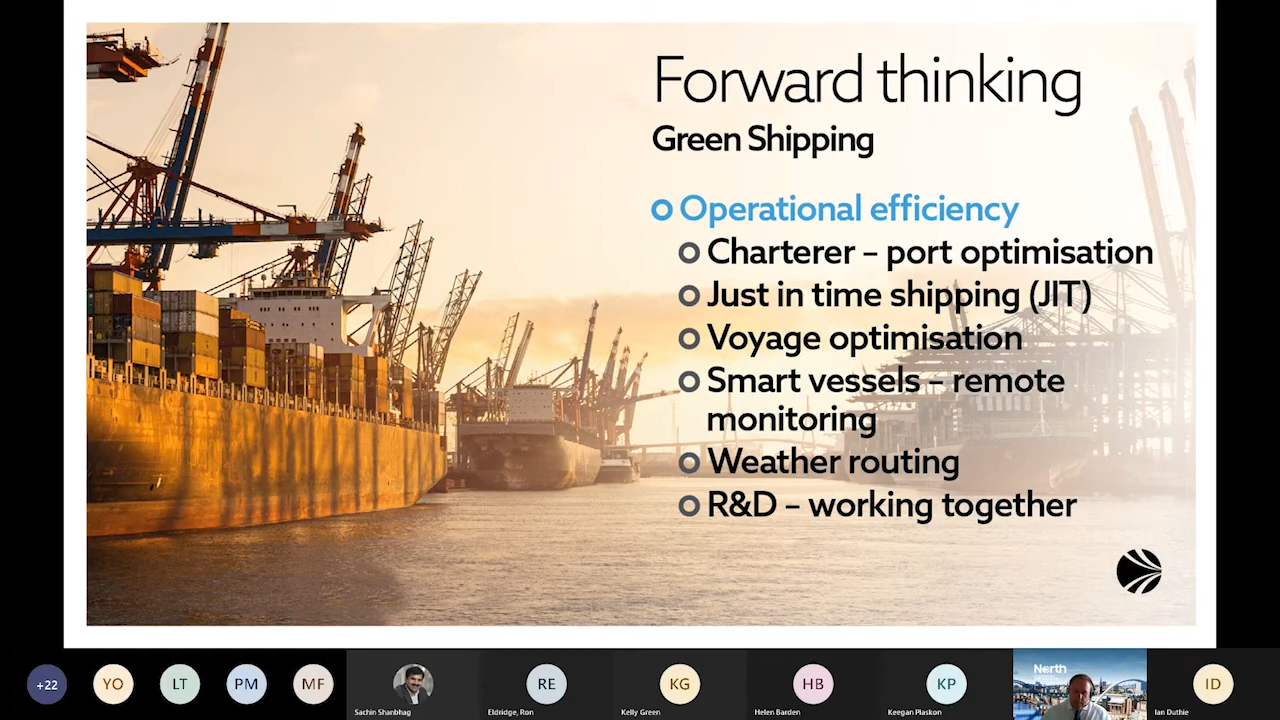 Forward thinking
Green Shipping
Operational efficiency
Charterer – port optimisation
Just in time shipping (JIT)
Voyage optimisation
Smart vessels – remote
monitoring
Weather routing
R&D – working together
+22
YO
LT
PM
MF
Sachin Shanbhag
RE
Eldridge, Ron
KG
Kelly Green
HB
Helen Barden
KP
Keegan Plaskon
North
ID
Ian Duthie